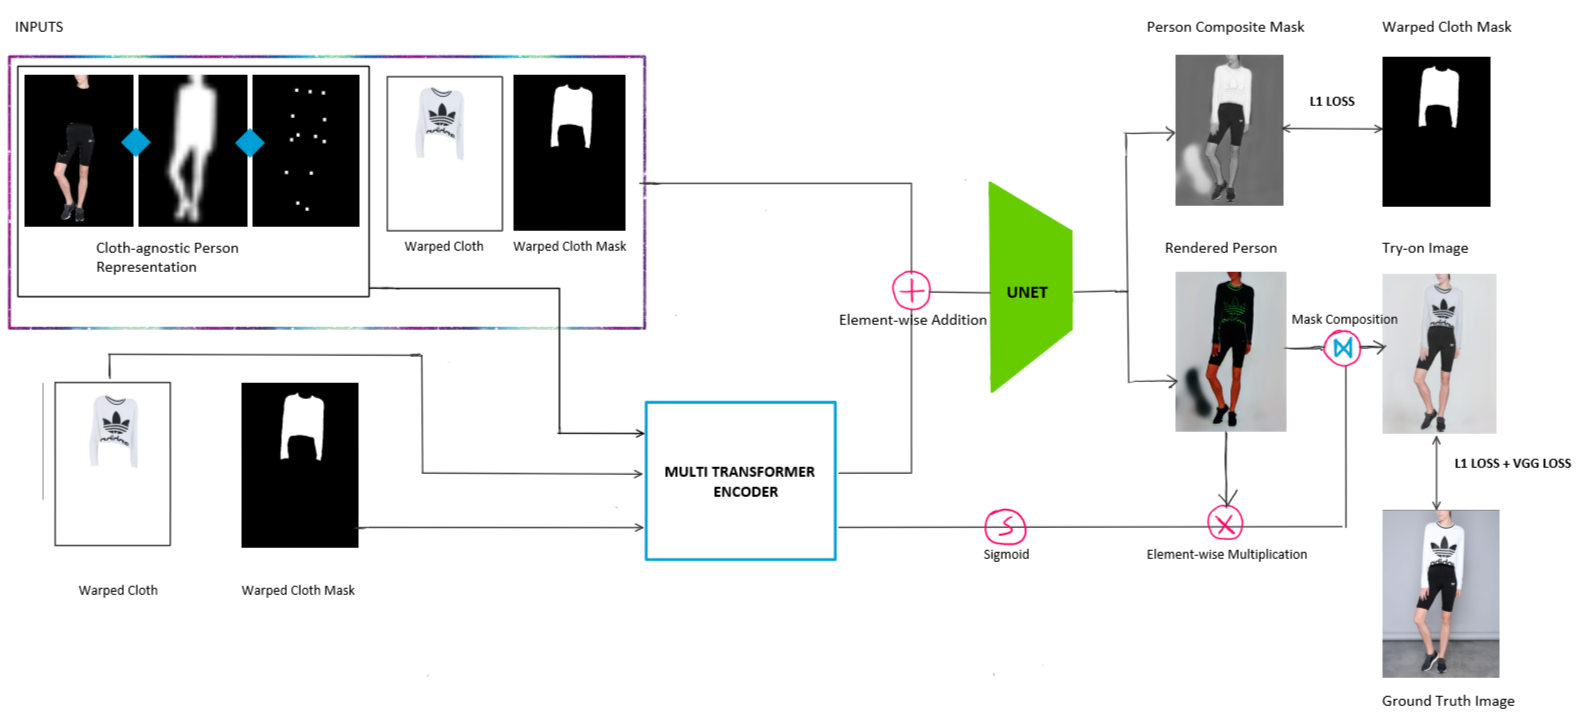 INPUTS
Cloth-agnostic Person
Representation
Warped Cloth
Warped Cloth Mask
Warped Cloth
Warped Cloth Mask
MULTI TRANSFORMER
ENCODER
Element-wise Addition
UNET
S
Sigmoid
Element-wise Multiplication
Person Composite Mask
Warped Cloth Mask
L1 LOSS
Rendered Person
Try-on Image
Mask Composition
L1 LOSS + VGG LOSS
Ground Truth Image